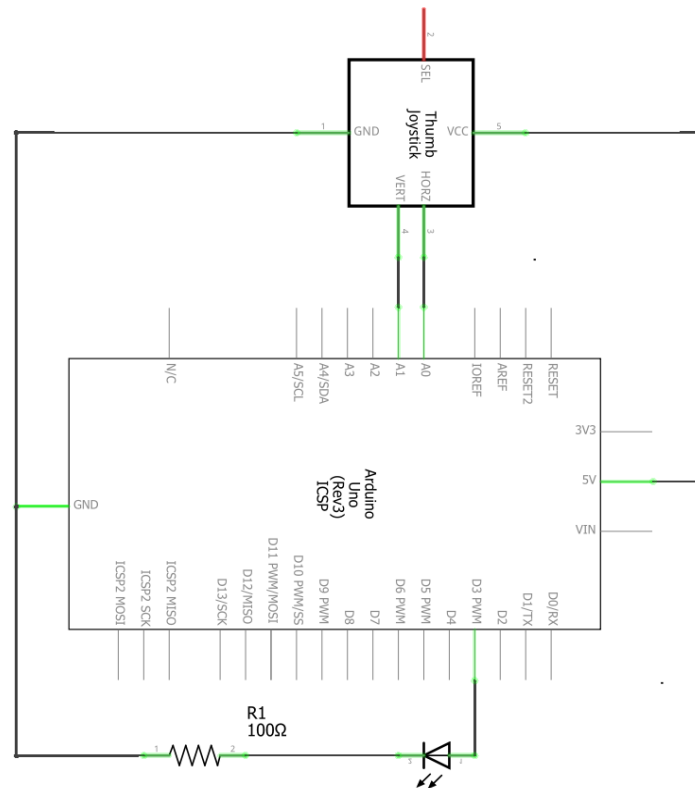 2
SEL
Thumb
Joystick
1
GND
VCC
5
VERT
HORZ
4
3
N/C
A5/SCL
A4/SDA
A3
A2
A1
A0
IOREF
AREF
RESET2
RESET
3V3
5V
VIN
GND
Arduino
Uno
(Rev3)
ICSP
ICSP2 MOSI
ICSP2 SCK
ICSP2 MISO
D13/SCK
D12/MISO
D11 PWM/MOSI
D10 PWM/SS
D9 PWM
D8
D7
D6 PWM
D5 PWM
D4
D3 PWM
D2
D1/TX
D0/RX
R1
100Ω
1
2